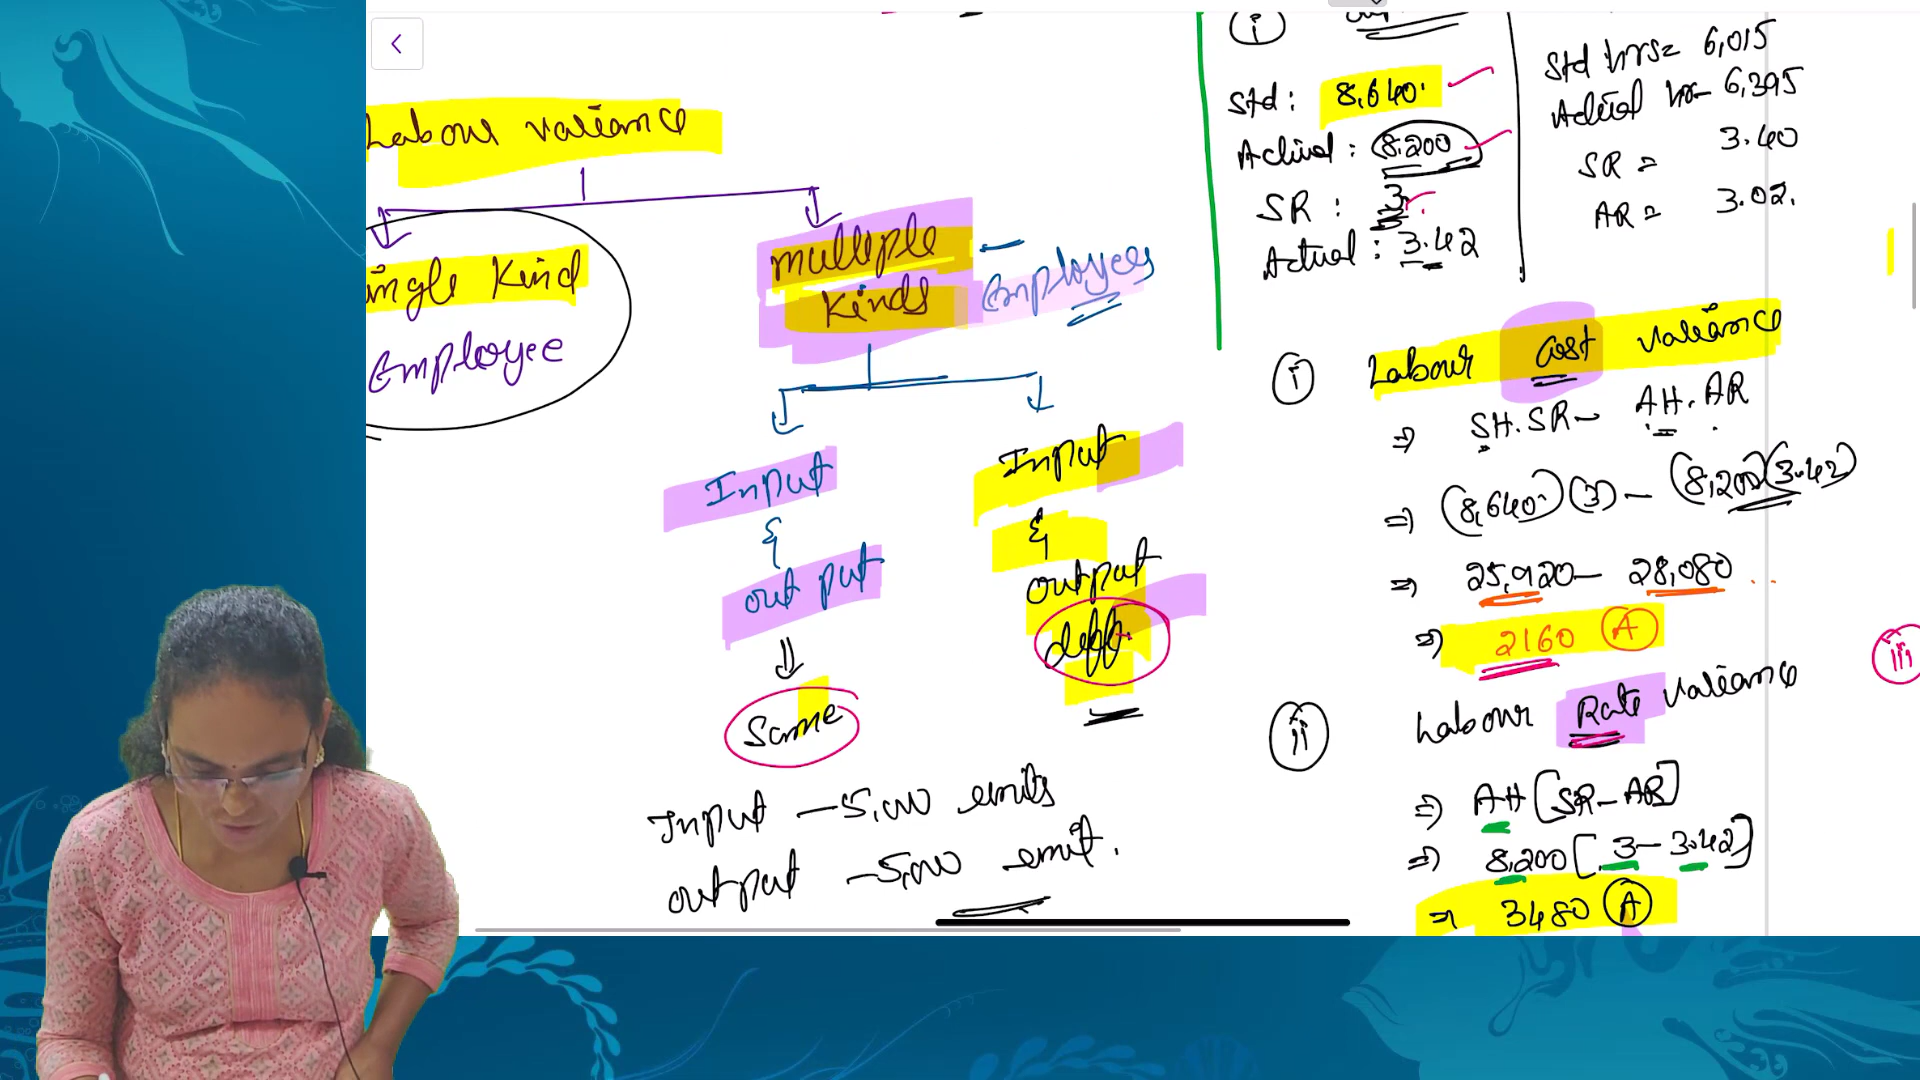 Labour variance
ingle Kind
Employee
multiple
Kinds
Employees
Input
&
out put
Same
Input
&
output
diff.
Input - 5,000 units
output - 5,000 unit.
i
Std : 8,640.
Actual : 8,200
SR : 3
Actual : 3.42
Std hrs = 6,015
Actual hr- 6,395
SR = 3.40
AR = 3.02.
i Labour Cost Variance
⇒ SH.SR - AH.AR
⇒ (8,640)(3) - (8,200)(3.42)
⇒ 25,920 - 28,080
⇒ 2160 A
iii
ii Labour Rate Variance
⇒ AH [SR - AR]
⇒ 8,200 [3 - 3.42]
⇒ 3480 A